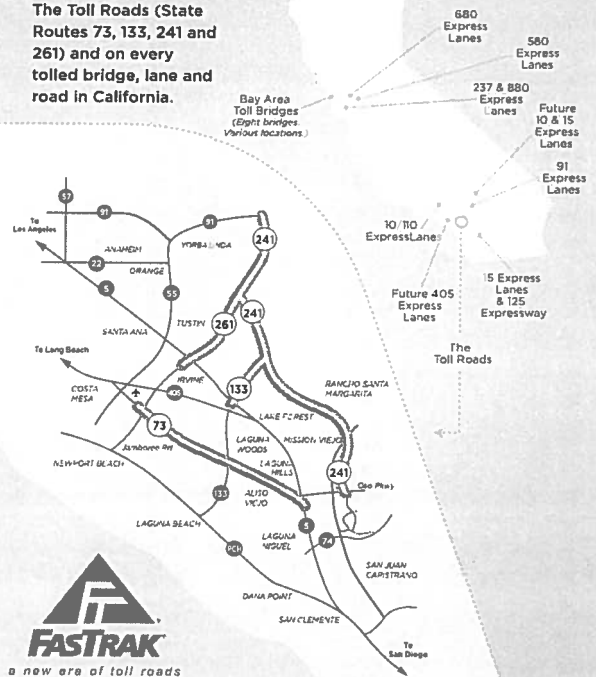 The Toll Roads (State
Routes 73, 133, 241 and
261) and on every
tolled bridge, lane and
road in California.
680
Express
Lanes
580
Express
Lanes
Bay Area
Toll Bridges
(Eight bridges.
Various locations.)
237 & 880
Express
Lanes
Future
10 & 15
Express
Lanes
91
Express
Lanes
10/110
ExpressLanes
Future 405
Express
Lanes
15 Express
Lanes
& 125
Expressway
The
Toll Roads
57
To
Los Angeles
91
91
ANAHEIM
YORBA LINDA
241
22
ORANGE
5
55
SANTA ANA
TUSTIN
261
241
To Long Beach
IRVINE
133
RANCHO SANTA
MARGARITA
COSTA
MESA
405
LAKE FOREST
73
Jamboree Rd
LAGUNA
WOODS
MISSION VIEJO
NEWPORT BEACH
LAGUNA
HILLS
241
Oso Pkwy
133
ALISO
VIEJO
LAGUNA BEACH
5
LAGUNA
NIGUEL
74
PCH
SAN JUAN
CAPISTRANO
DANA POINT
SAN CLEMENTE
To
San Diego
FT
FASTRAK
a new era of toll roads